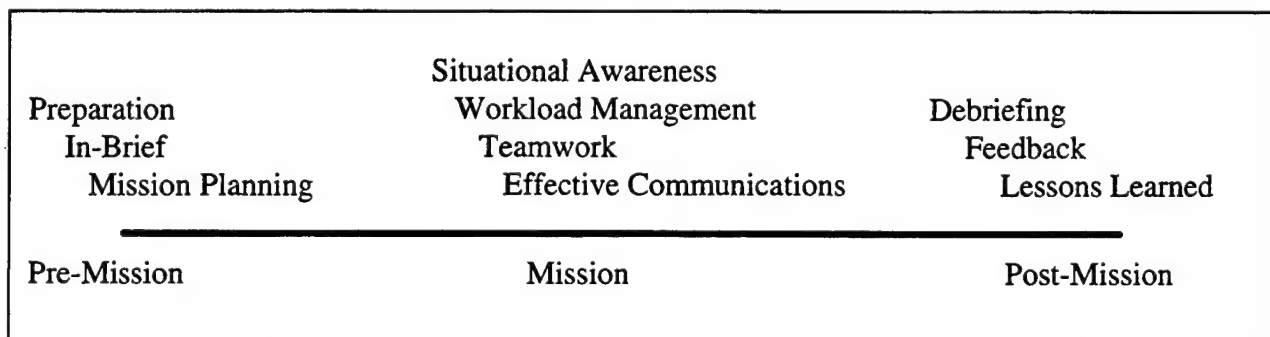 Situational Awareness
Preparation
Workload Management
Debriefing
In-Brief
Teamwork
Feedback
Mission Planning
Effective Communications
Lessons Learned
Pre-Mission
Mission
Post-Mission